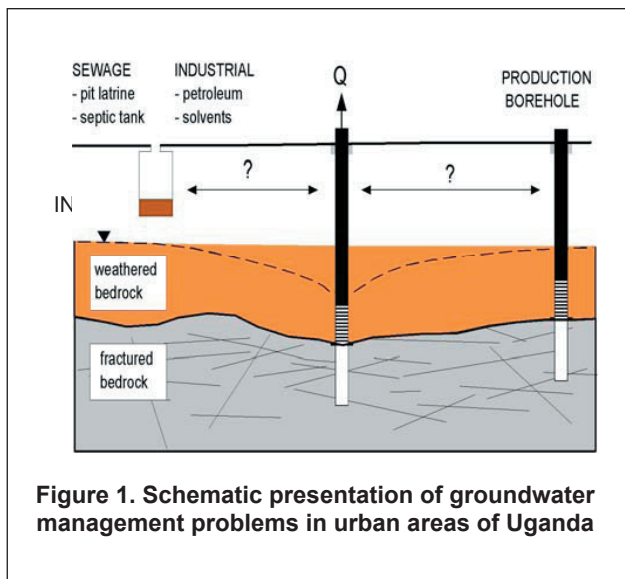 SEWAGE
- pit latrine
- septic tank
INDUSTRIAL
- petroleum
- solvents
Q
PRODUCTION
BOREHOLE
?
?
IN
weathered
bedrock
fractured
bedrock
Figure 1. Schematic presentation of groundwater
management problems in urban areas of Uganda